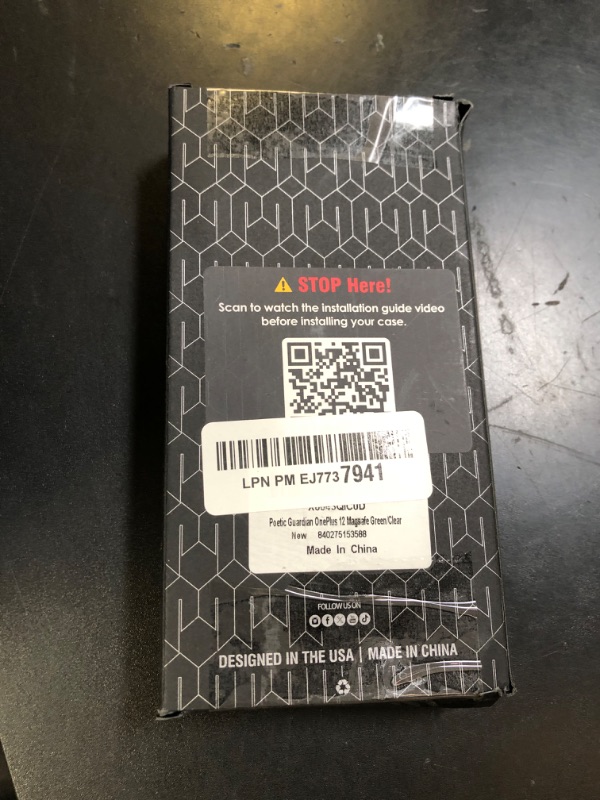 STOP Here!
Scan to watch the installation guide video
before installing your case.
LPN PM EJ7737941
Poetic Guardian OnePlus 12 Magsafe Green/Clear
New 840275153588
Made In China
FOLLOW US ON
DESIGNED IN THE USA | MADE IN CHINA